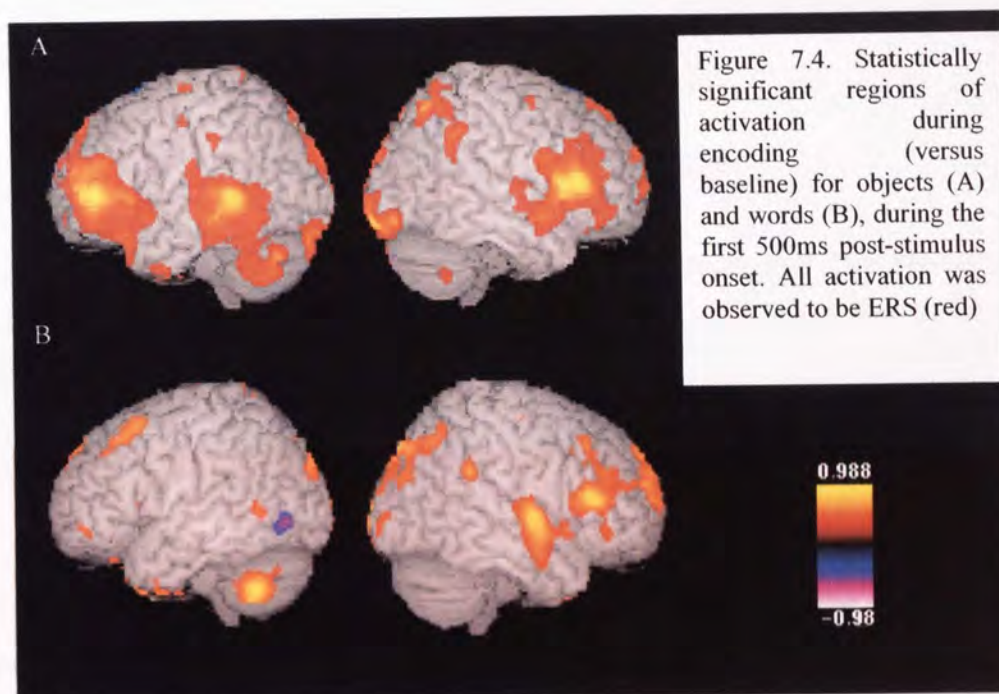 A
Figure 7.4. Statistically
significant regions of
activation during
encoding (versus
baseline) for objects (A)
and words (B), during the
first 500ms post-stimulus
onset. All activation was
observed to be ERS (red)
B
0.988
-0.98